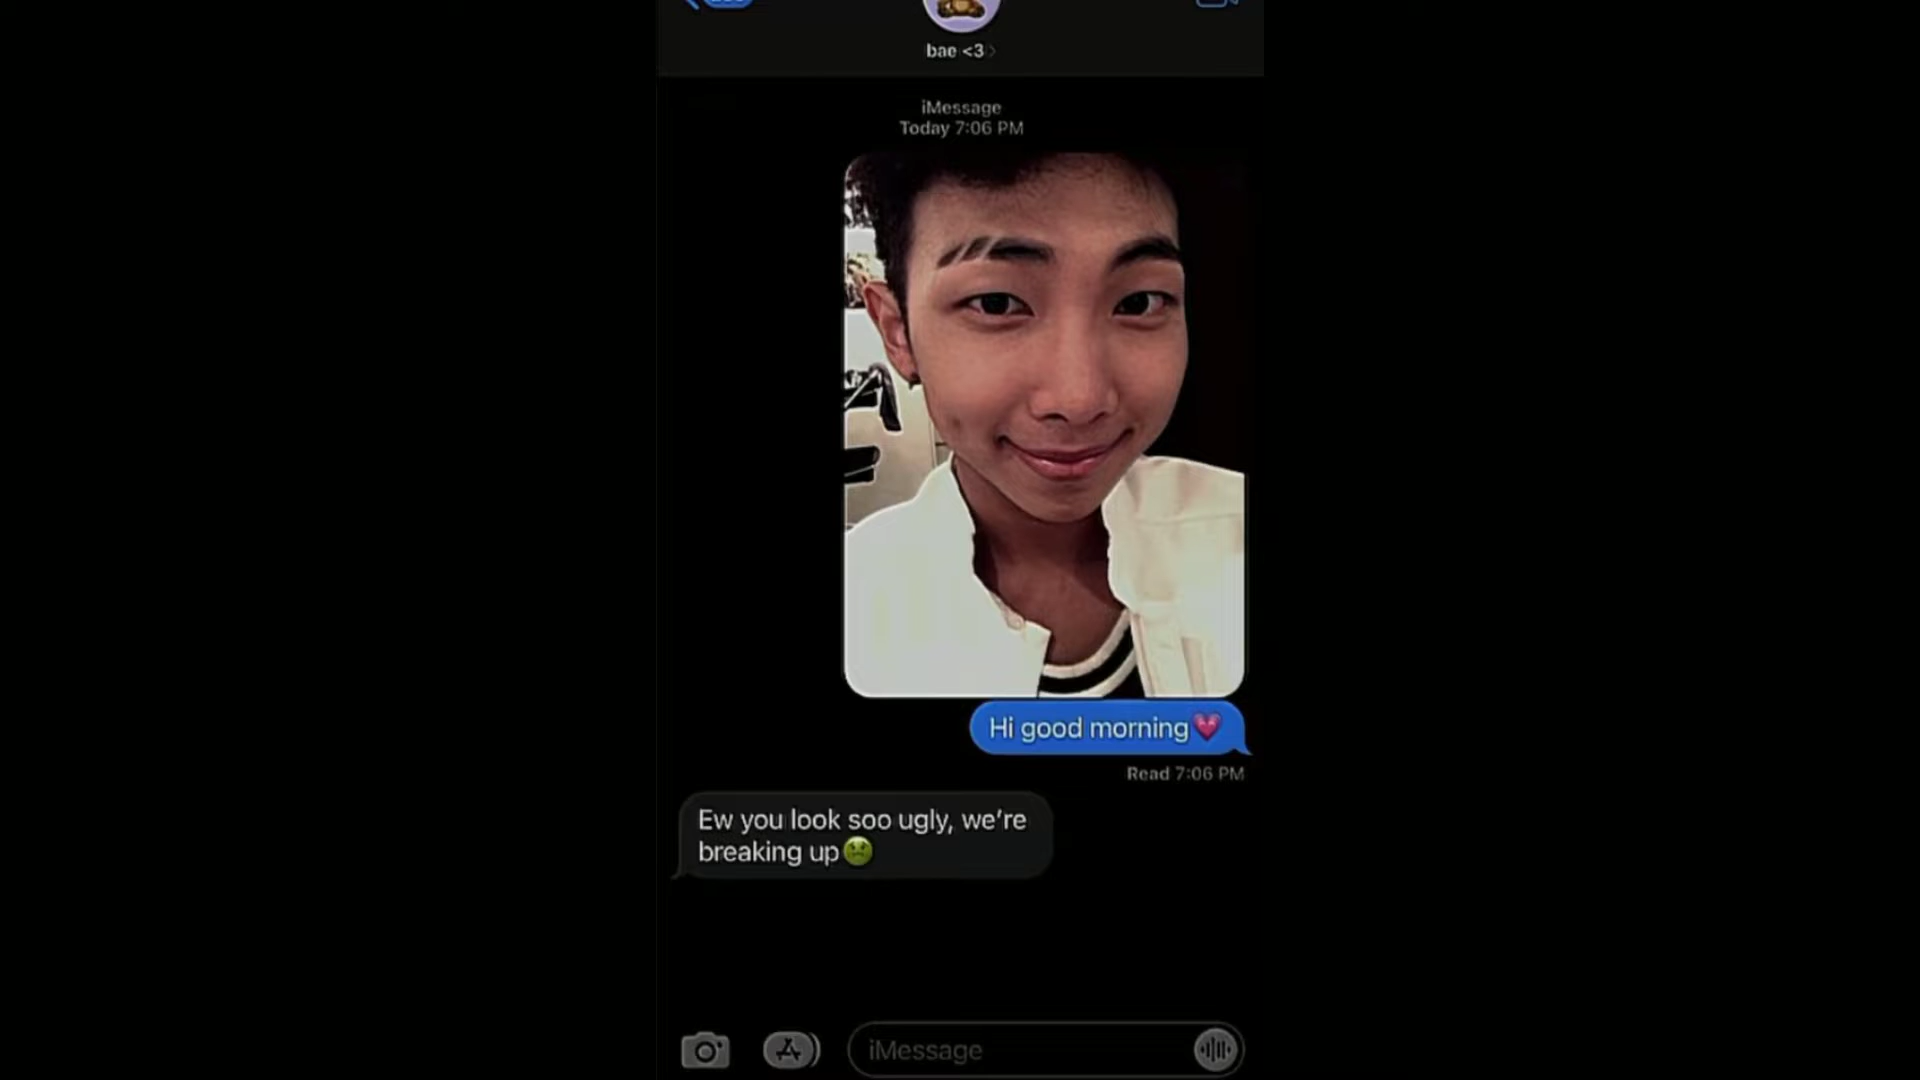 bae <3
iMessage
Today 7:06 PM
Hi good morning💗
Read 7:06 PM
Ew you look soo ugly, we’re
breaking up🤢
iMessage